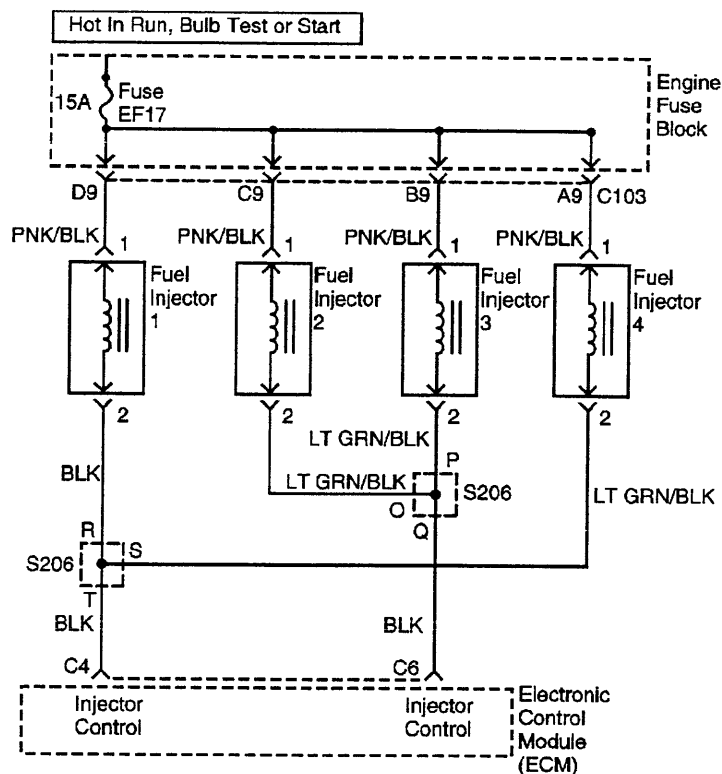 Hot In Run, Bulb Test or Start
15A
Fuse
EF17
Engine
Fuse
Block
D9
C9
B9
A9
C103
PNK/BLK
1
PNK/BLK
1
PNK/BLK
1
PNK/BLK
1
Fuel
Injector
1
Fuel
Injector
2
Fuel
Injector
3
Fuel
Injector
4
2
2
2
2
LT GRN/BLK
BLK
LT GRN/BLK
P
S206
O
Q
LT GRN/BLK
R
S
S206
T
BLK
BLK
C4
C6
Injector
Control
Injector
Control
Electronic
Control
Module
(ECM)